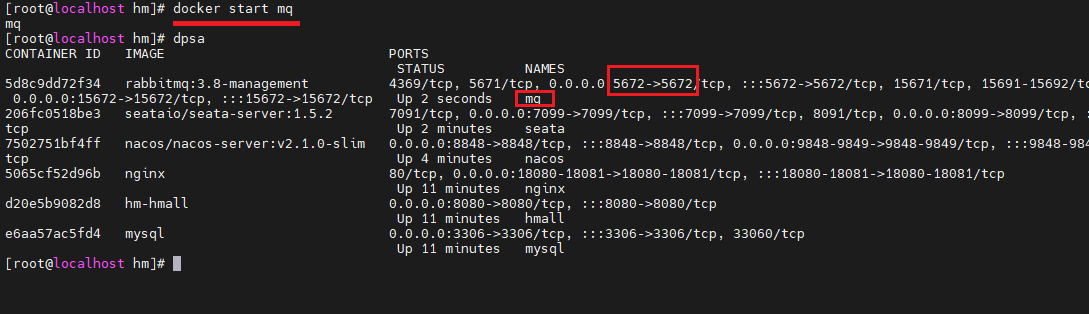 [root@localhost hm]# docker start mq
mq
[root@localhost hm]# dpsa
CONTAINER ID   IMAGE                             PORTS
STATUS          NAMES
5d8c9dd72f34   rabbitmq:3.8-management           4369/tcp, 5671/tcp, 0.0.0.0:5672->5672/tcp, :::5672->5672/tcp, 15671/tcp, 15691-15692/tc
0.0.0.0:15672->15672/tcp, :::15672->15672/tcp   Up 2 seconds    mq
206fc0518be3   seataio/seata-server:1.5.2        7091/tcp, 0.0.0.0:7099->7099/tcp, :::7099->7099/tcp, 8091/tcp, 0.0.0.0:8099->8099/tcp, :
tcp                                               Up 2 minutes    seata
7502751bf4ff   nacos/nacos-server:v2.1.0-slim    0.0.0.0:8848->8848/tcp, :::8848->8848/tcp, 0.0.0.0:9848-9849->9848-9849/tcp, :::9848-984
tcp                                               Up 4 minutes    nacos
5065cf52d96b   nginx                             80/tcp, 0.0.0.0:18080-18081->18080-18081/tcp, :::18080-18081->18080-18081/tcp
Up 11 minutes   nginx
d20e5b9082d8   hm-hmall                          0.0.0.0:8080->8080/tcp, :::8080->8080/tcp
Up 11 minutes   hmall
e6aa57ac5fd4   mysql                             0.0.0.0:3306->3306/tcp, :::3306->3306/tcp, 33060/tcp
Up 11 minutes   mysql
[root@localhost hm]#